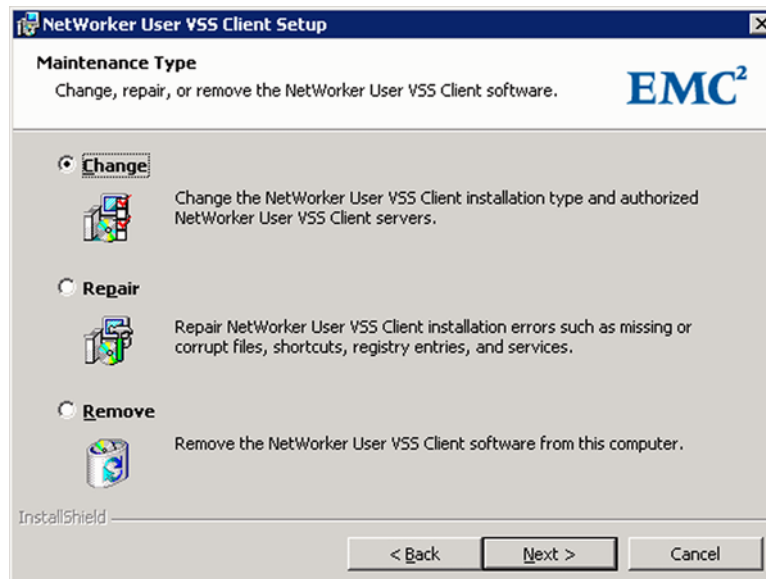 NetWorker User VSS Client Setup
Maintenance Type
Change, repair, or remove the NetWorker User VSS Client software.
EMC²
Change
Change the NetWorker User VSS Client installation type and authorized
NetWorker User VSS Client servers.
Repair
Repair NetWorker User VSS Client installation errors such as missing or
corrupt files, shortcuts, registry entries, and services.
Remove
Remove the NetWorker User VSS Client software from this computer.
InstallShield
< Back
Next >
Cancel